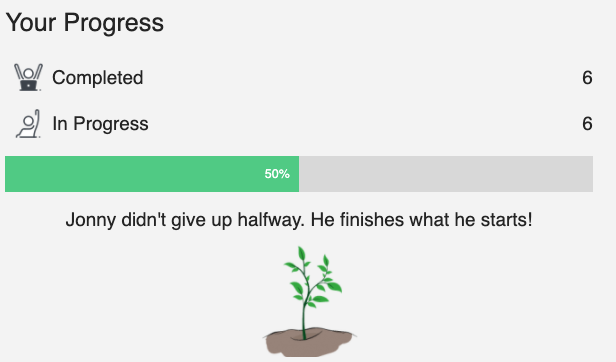 Your Progress
Completed 6
In Progress 6
50%
Jonny didn't give up halfway. He finishes what he starts!